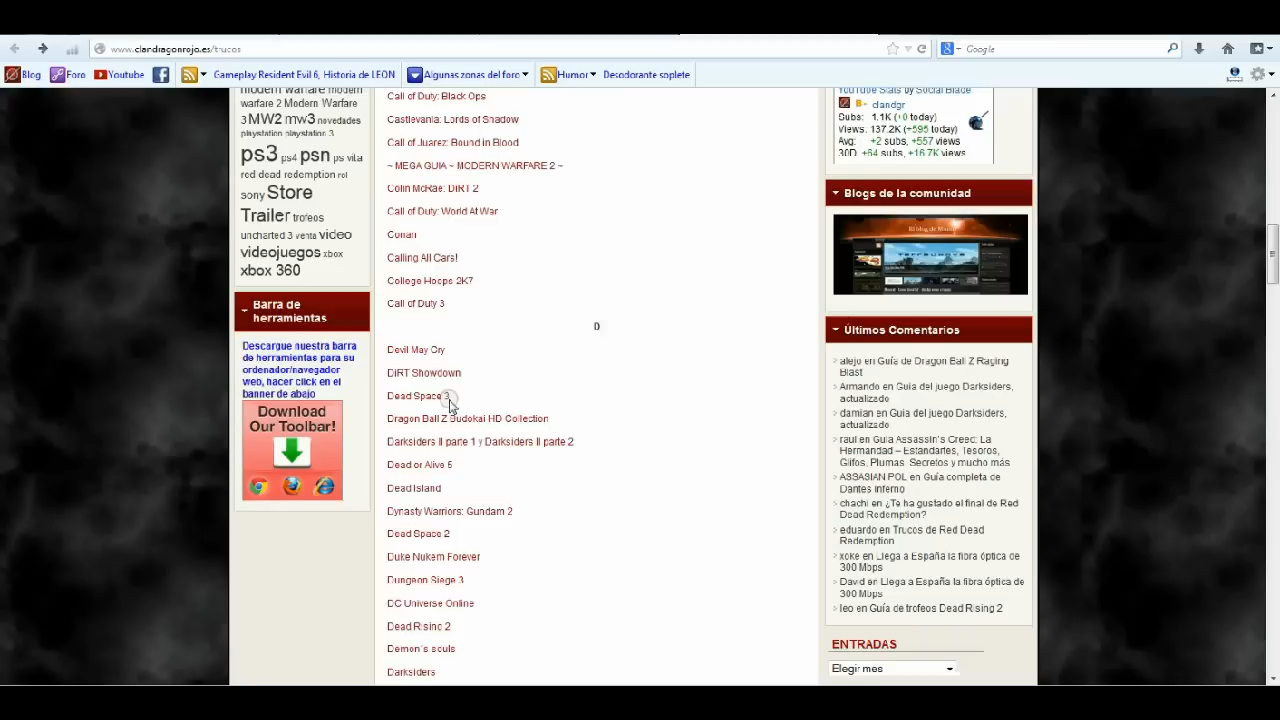 www.clandragonrojo.es/trucos
Google
Blog
Foro
Youtube
Gameplay Resident Evil 6, Historia de LEON
Algunas zonas del foro
Humor
Desodorante soplete
modern warfare modern
warfare 2 Modern Warfare
3 MW2 mw3 novedades
playstation playstation 3
ps3 ps4 psn ps vita
red dead redemption rol
sony Store
Trailer trofeos
uncharted 3 venta video
videojuegos xbox
xbox 360
Barra de
herramientas
Descargue nuestra barra
de herramientas para su
ordenador/navegador
web, hacer click en el
banner de abajo
Download
Our Toolbar!
Call of Duty: Black Ops
Castlevania: Lords of Shadow
Call of Juarez: Bound in Blood
~ MEGA GUIA ~ MODERN WARFARE 2 ~
Colin McRae: DiRT 2
Call of Duty: World At War
Conan
Calling All Cars!
College Hoops 2K7
Call of Duty 3
D
Devil May Cry
DiRT Showdown
Dead Space 3
Dragon Ball Z Budokai HD Collection
Darksiders II parte 1 y Darksiders II parte 2
Dead or Alive 5
Dead Island
Dynasty Warriors: Gundam 2
Dead Space 2
Duke Nukem Forever
Dungeon Siege 3
DC Universe Online
Dead Rising 2
Demon´s souls
Darksiders
YouTube Stats by Social Blade
clandgr
Subs: 1.1K (+0 today)
Views: 137.2K (+595 today)
Avg: +2 subs, +557 views
30D: +64 subs, +16.7K views
Blogs de la comunidad
Últimos Comentarios
alejo en Guía de Dragon Ball Z Raging
Blast
Armando en Guia del juego Darksiders,
actualizado
damian en Guia del juego Darksiders,
actualizado
raul en Guía Assassin's Creed: La
Hermandad – Estandartes, Tesoros,
Glifos, Plumas, Secretos y mucho más
ASSASIAN POL en Guía completa de
Dantes Inferno
chachi en ¿Te ha gustado el final de Red
Dead Redemption?
eduardo en Trucos de Red Dead
Redemption
xoke en Llega a España la fibra óptica de
300 Mbps
David en Llega a España la fibra óptica de
300 Mbps
leo en Guía de trofeos Dead Rising 2
ENTRADAS
Elegir mes